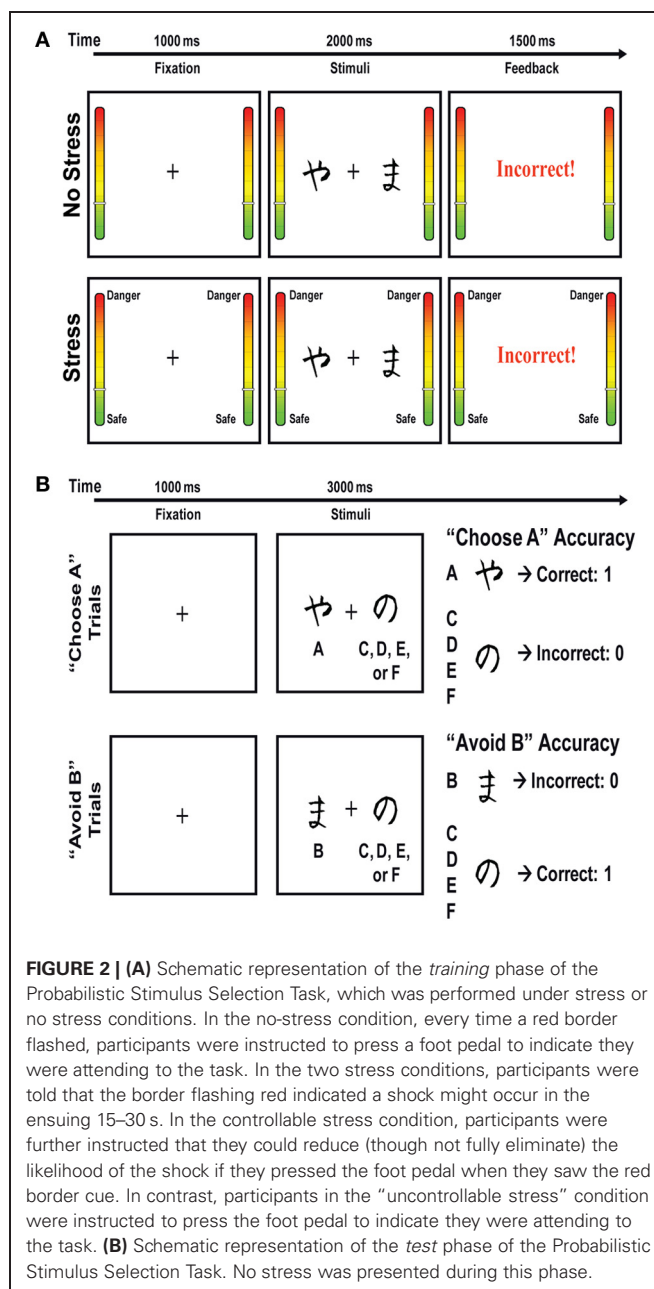 A Time 1000 ms 2000 ms 1500 ms
Fixation Stimuli Feedback
No Stress
+ や + ま Incorrect!
Stress
Danger Danger Danger Danger Danger Danger
+ や + ま Incorrect!
Safe Safe Safe Safe Safe Safe
B Time 1000 ms 3000 ms
Fixation Stimuli
"Choose A"
Trials
+
や + の
A C, D, E,
or F
"Choose A" Accuracy
A や → Correct: 1
C
D
E
F
の → Incorrect: 0
"Avoid B"
Trials
+
ま + の
B C, D, E,
or F
"Avoid B" Accuracy
B ま → Incorrect: 0
C
D
E
F
の → Correct: 1
FIGURE 2 | (A) Schematic representation of the training phase of the
Probabilistic Stimulus Selection Task, which was performed under stress or
no stress conditions. In the no-stress condition, every time a red border
flashed, participants were instructed to press a foot pedal to indicate they
were attending to the task. In the two stress conditions, participants were
told that the border flashing red indicated a shock might occur in the
ensuing 15–30 s. In the controllable stress condition, participants were
further instructed that they could reduce (though not fully eliminate) the
likelihood of the shock if they pressed the foot pedal when they saw the red
border cue. In contrast, participants in the "uncontrollable stress" condition
were instructed to press the foot pedal to indicate they were attending to
the task. (B) Schematic representation of the test phase of the Probabilistic
Stimulus Selection Task. No stress was presented during this phase.